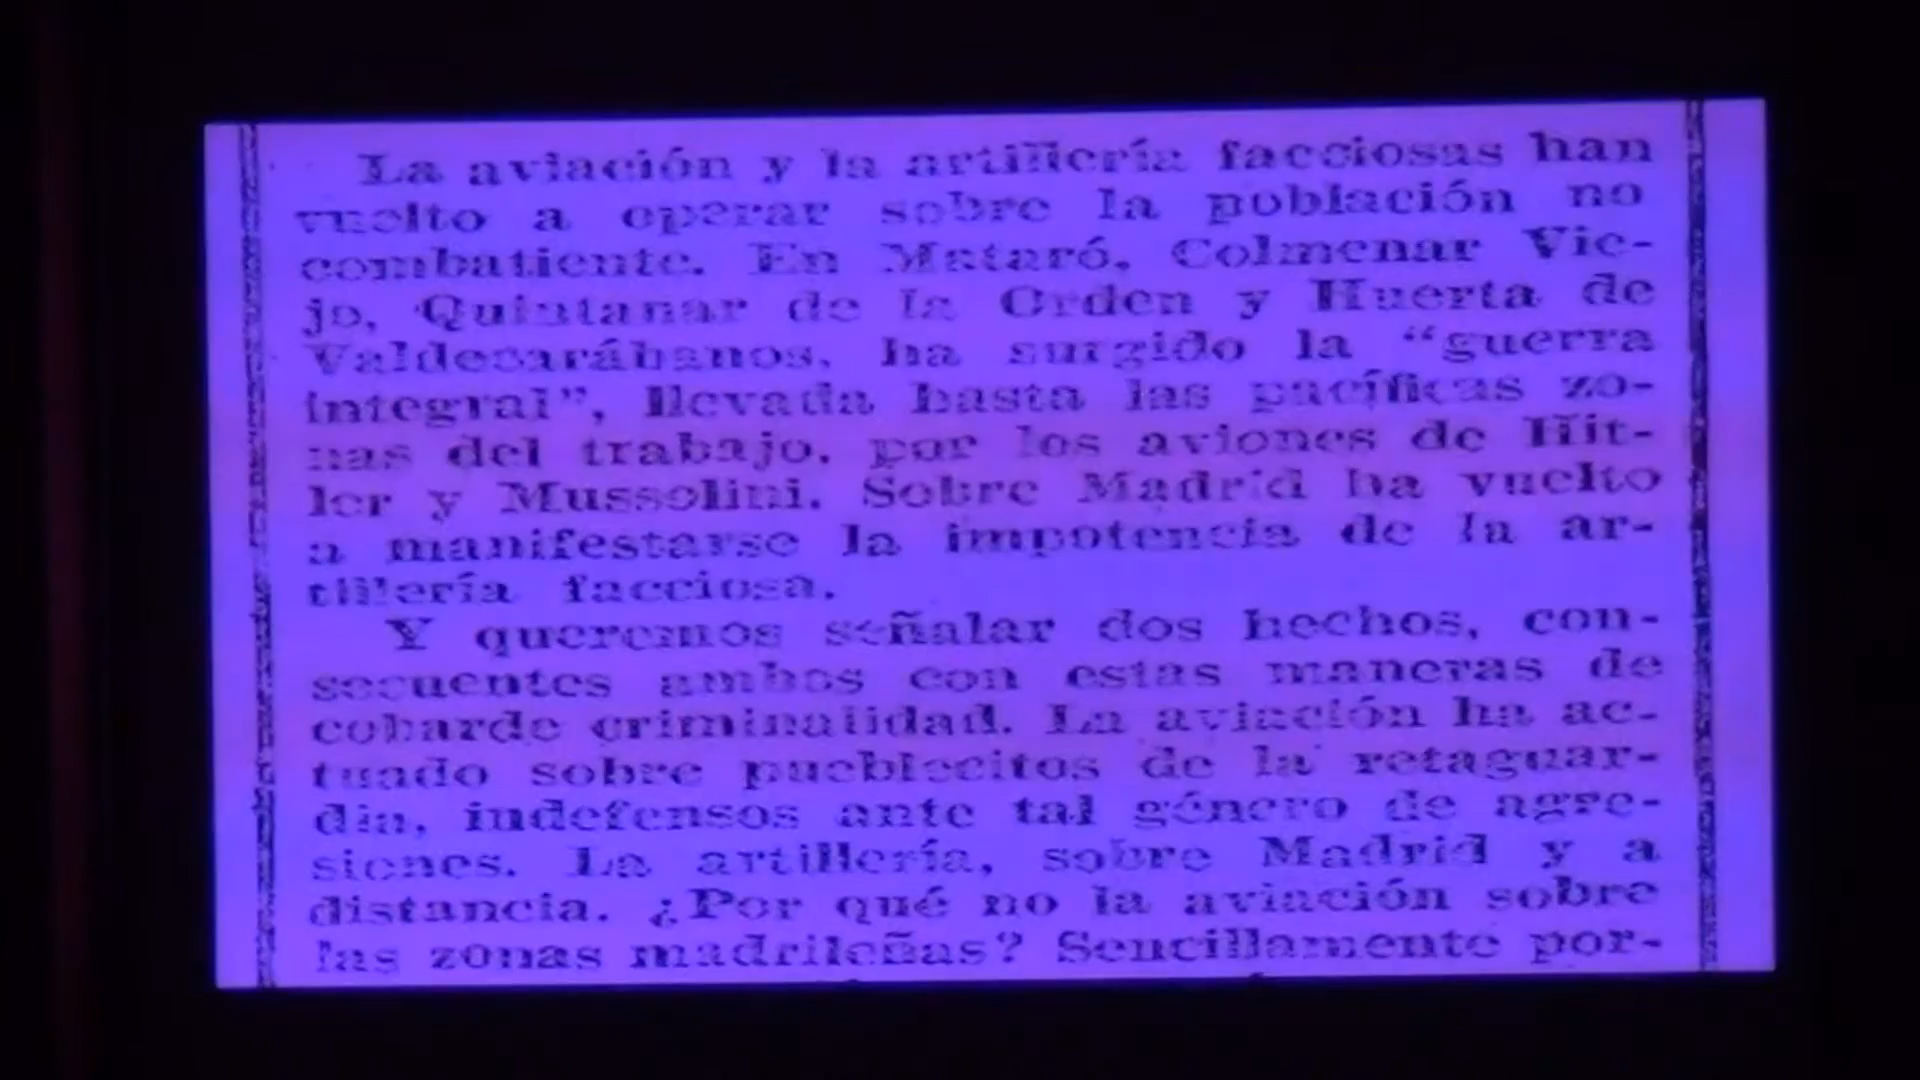 La aviación y la artillería facciosas han
vuelto a operar sobre la población no
combatiente. En Mataró, Colmenar Vie-
jo, Quintanar de la Orden y Huerta de
Valdecarábanos, ha surgido la “guerra
integral”, llevada hasta las pacíficas zo-
nas del trabajo, por los aviones de Hit-
ler y Mussolini. Sobre Madrid ha vuelto
a manifestarse la impotencia de la ar-
tillería facciosa.
Y queremos señalar dos hechos, con-
secuentes ambos con estas maneras de
cobarde criminalidad. La aviación ha ac-
tuado sobre pueblecitos de la retaguar-
dia, indefensos ante tal género de agre-
siones. La artillería, sobre Madrid y a
distancia. ¿Por qué no la aviación sobre
las zonas madrileñas? Sencillamente por-